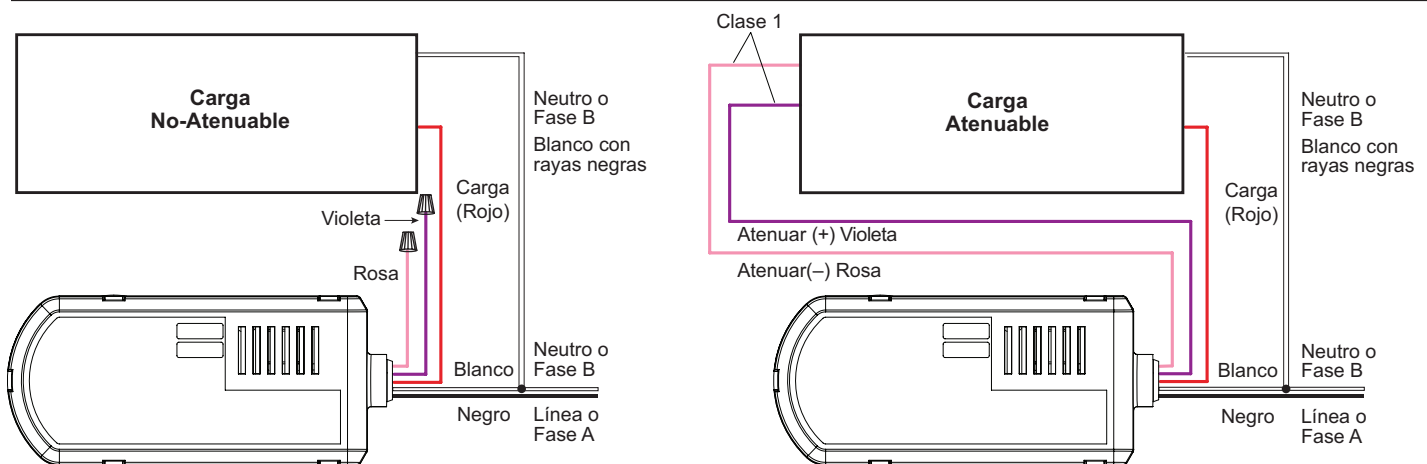 Carga
No-Atenuable
Neutro o
Fase B
Blanco con
rayas negras
Carga
(Rojo)
Violeta
Rosa
Blanco
Neutro o
Fase B
Negro
Línea o
Fase A
Clase 1
Carga
Atenuable
Neutro o
Fase B
Blanco con
rayas negras
Carga
(Rojo)
Atenuar (+) Violeta
Atenuar(–) Rosa
Blanco
Neutro o
Fase B
Negro
Línea o
Fase A